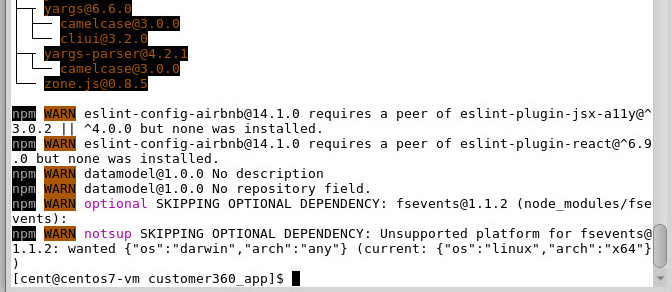 yargs@6.6.0
camelcase@3.0.0
cliui@3.2.0
yargs-parser@4.2.1
camelcase@3.0.0
zone.js@0.8.5
npm WARN eslint-config-airbnb@14.1.0 requires a peer of eslint-plugin-jsx-a11y@^
3.0.2 || ^4.0.0 but none was installed.
npm WARN eslint-config-airbnb@14.1.0 requires a peer of eslint-plugin-react@^6.9
.0 but none was installed.
npm WARN datamodel@1.0.0 No description
npm WARN datamodel@1.0.0 No repository field.
npm WARN optional SKIPPING OPTIONAL DEPENDENCY: fsevents@1.1.2 (node_modules/fse
vents):
npm WARN notsup SKIPPING OPTIONAL DEPENDENCY: Unsupported platform for fsevents@
1.1.2: wanted {"os":"darwin","arch":"any"} (current: {"os":"linux","arch":"x64"}
)
[cent@centos7-vm customer360_app]$